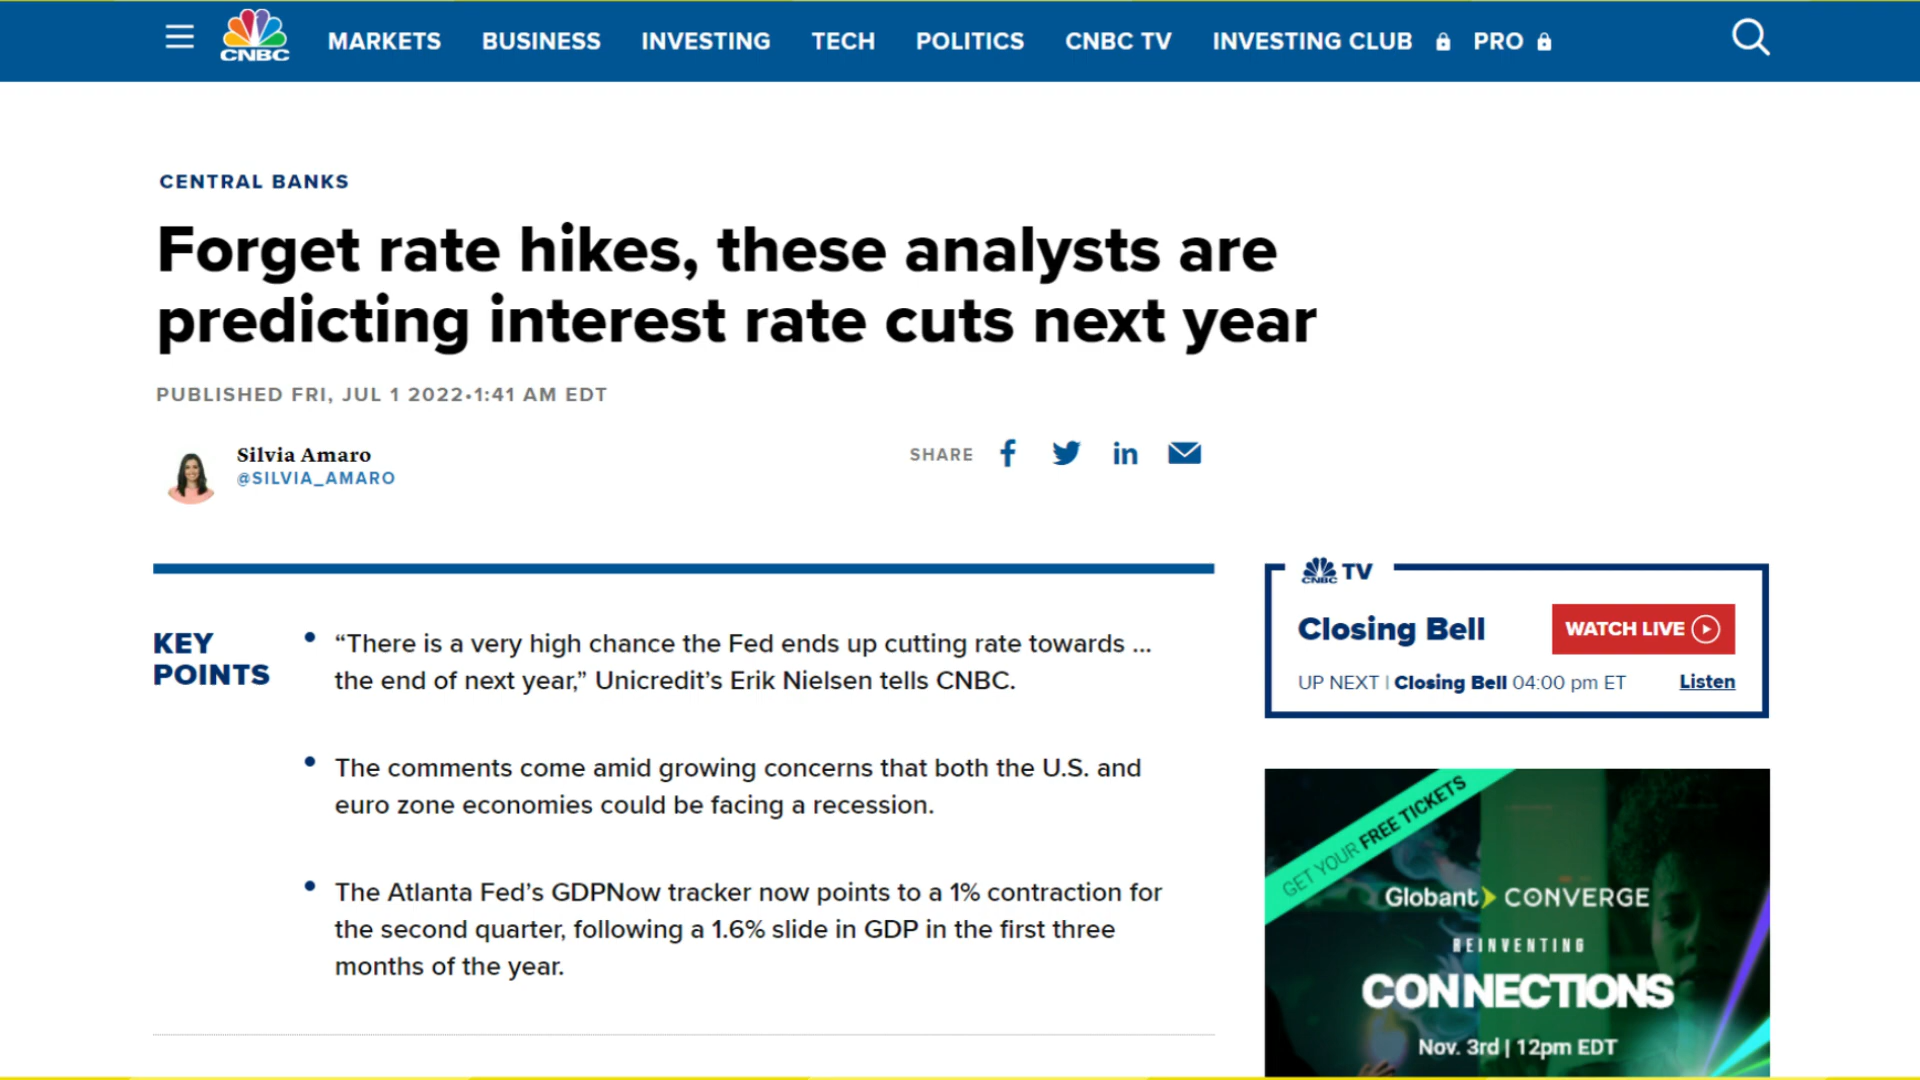 CNBC
MARKETS BUSINESS INVESTING TECH POLITICS CNBC TV INVESTING CLUB PRO
CENTRAL BANKS
Forget rate hikes, these analysts are
predicting interest rate cuts next year
PUBLISHED FRI, JUL 1 2022•1:41 AM EDT
Silvia Amaro
@SILVIA_AMARO
SHARE
KEY
POINTS
• “There is a very high chance the Fed ends up cutting rate towards ...
the end of next year,” Unicredit’s Erik Nielsen tells CNBC.
• The comments come amid growing concerns that both the U.S. and
euro zone economies could be facing a recession.
• The Atlanta Fed’s GDPNow tracker now points to a 1% contraction for
the second quarter, following a 1.6% slide in GDP in the first three
months of the year.
CNBC TV
Closing Bell
WATCH LIVE
UP NEXT | Closing Bell 04:00 pm ET
Listen
GET YOUR FREE TICKETS
Globant CONVERGE
REINVENTING
CONNECTIONS
Nov. 3rd | 12pm EDT